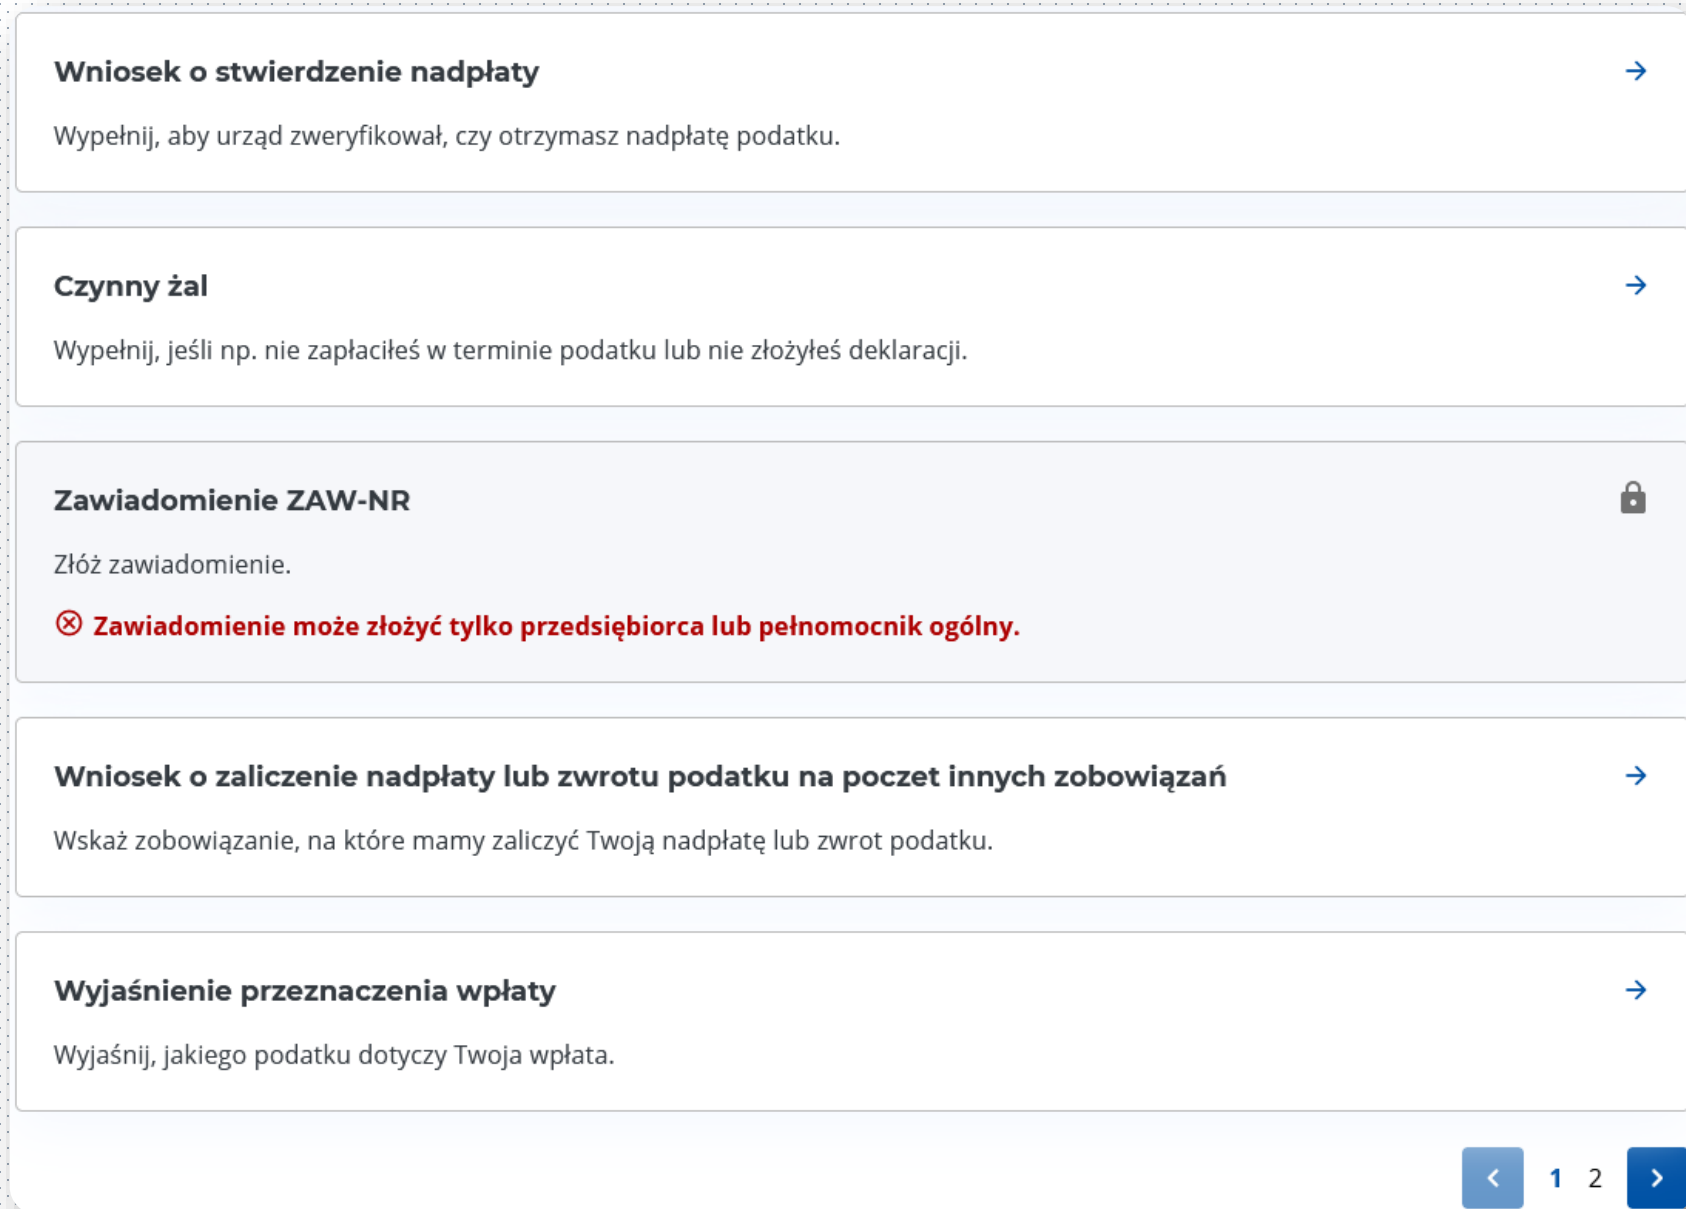 Wniosek o stwierdzenie nadpłaty
Wypełnij, aby urząd zweryfikował, czy otrzymasz nadpłatę podatku.
Czynny żal
Wypełnij, jeśli np. nie zapłaciłeś w terminie podatku lub nie złożyłeś deklaracji.
Zawiadomienie ZAW-NR
Złóż zawiadomienie.
Zawiadomienie może złożyć tylko przedsiębiorca lub pełnomocnik ogólny.
Wniosek o zaliczenie nadpłaty lub zwrotu podatku na poczet innych zobowiązań
Wskaż zobowiązanie, na które mamy zaliczyć Twoją nadpłatę lub zwrot podatku.
Wyjaśnienie przeznaczenia wpłaty
Wyjaśnij, jakiego podatku dotyczy Twoja wpłata.
1 2